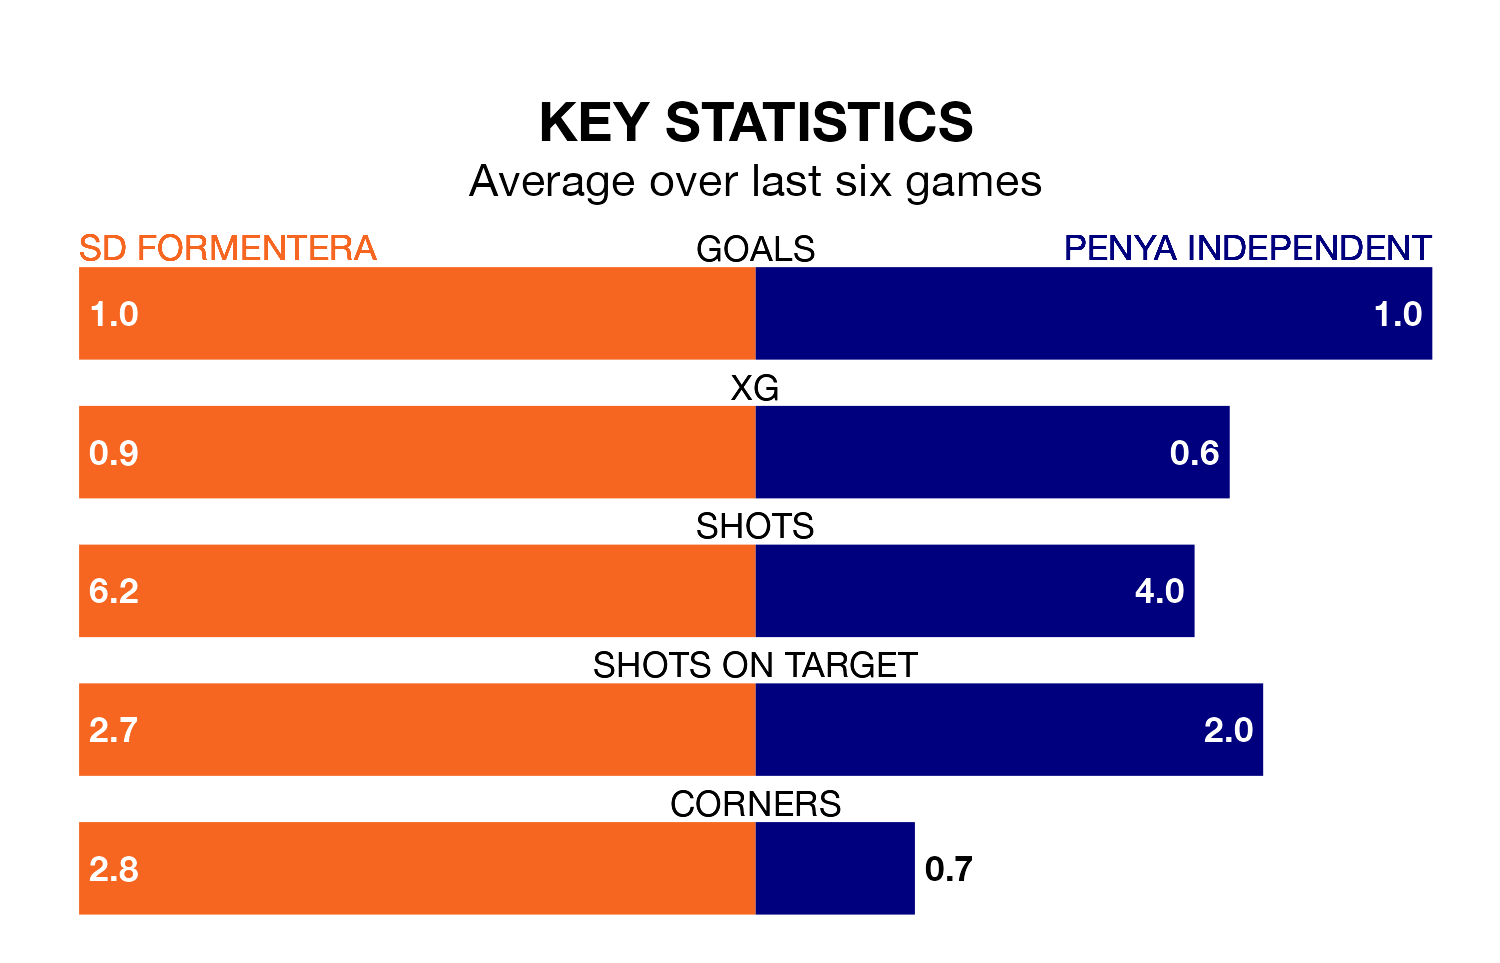 KEY STATISTICS
Average over last six games
SD FORMENTERA GOALS PENYA INDEPENDENT
1.0 1.0
XG
0.9 0.6
SHOTS
6.2 4.0
SHOTS ON TARGET
2.7 2.0
CORNERS
2.8 0.7